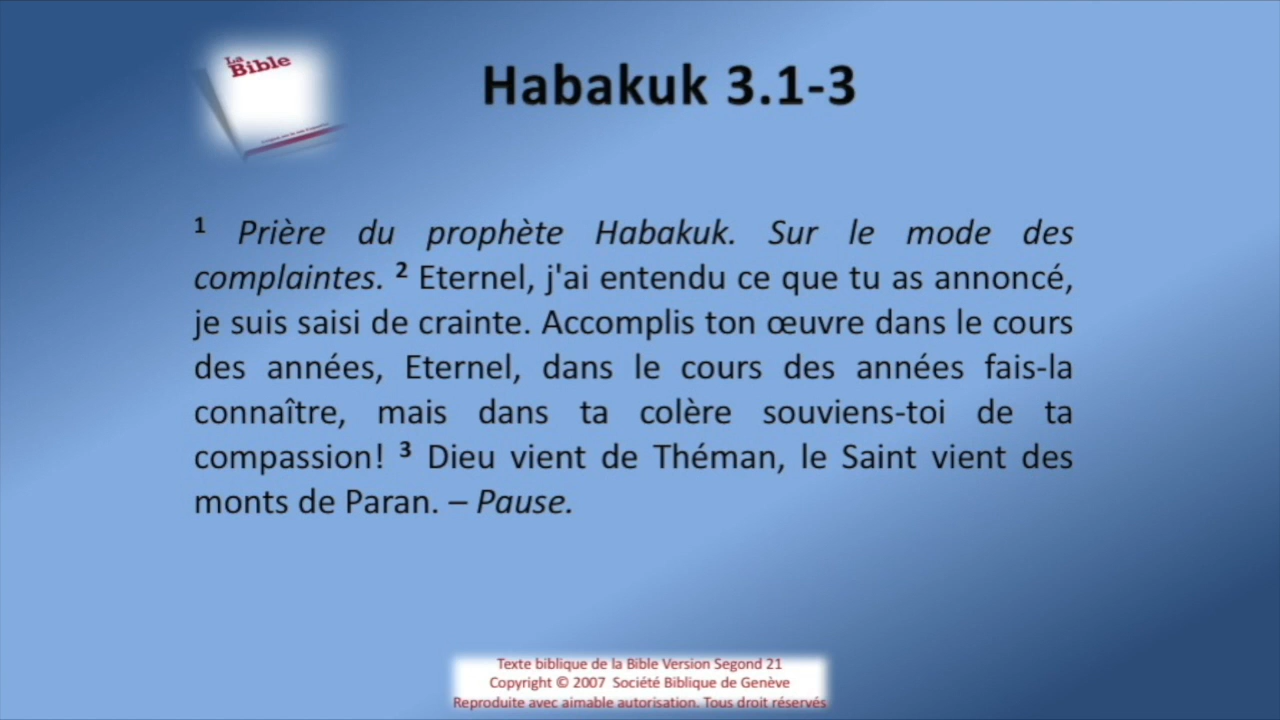 La
Bible
Habakuk 3.1-3
1 Prière du prophète Habakuk. Sur le mode des
complaintes. 2 Eternel, j'ai entendu ce que tu as annoncé,
je suis saisi de crainte. Accomplis ton œuvre dans le cours
des années, Eternel, dans le cours des années fais-la
connaître, mais dans ta colère souviens-toi de ta
compassion! 3 Dieu vient de Théman, le Saint vient des
monts de Paran. – Pause.
Texte biblique de la Bible Version Segond 21
Copyright © 2007 Société Biblique de Genève
Reproduite avec aimable autorisation. Tous droit réservés